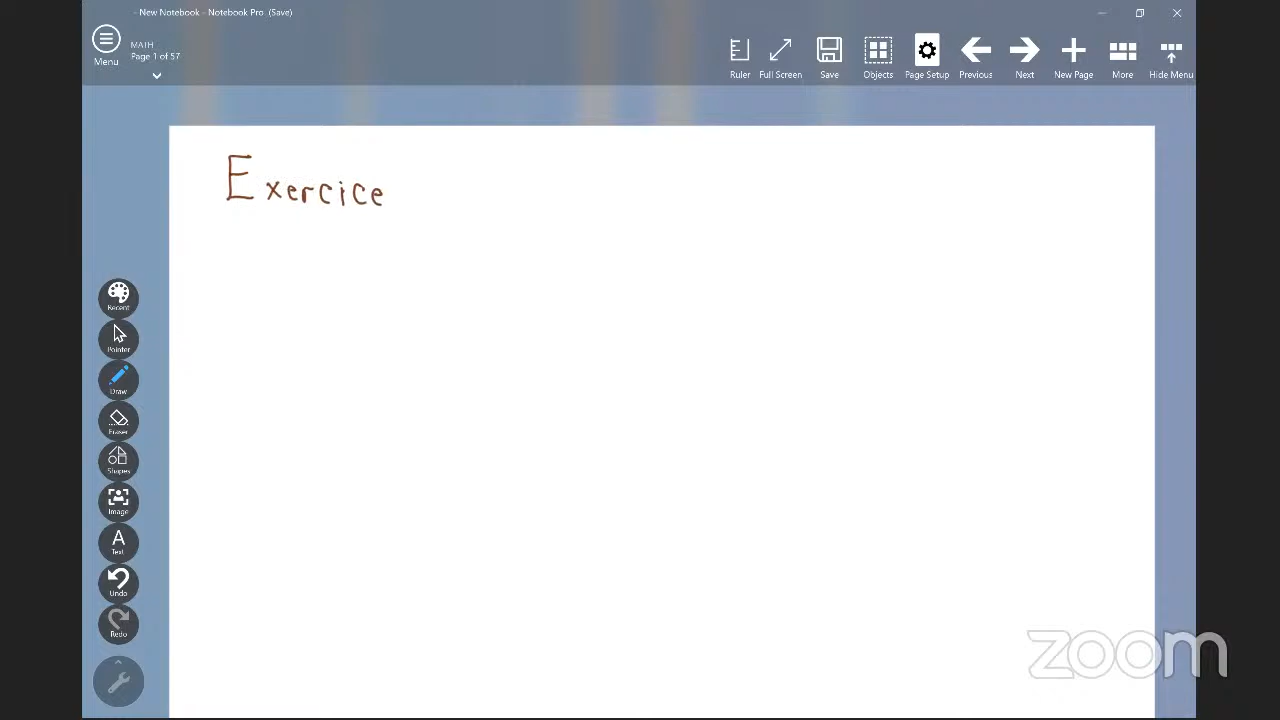 - New Notebook - Notebook Pro (Save)
Menu
MATH
Page 1 of 57
Ruler
Full Screen
Save
Objects
Page Setup
Previous
Next
New Page
More
Hide Menu
Exercice
Recent
Pointer
Draw
Eraser
Shapes
Image
A
Text
Undo
Redo
zoom